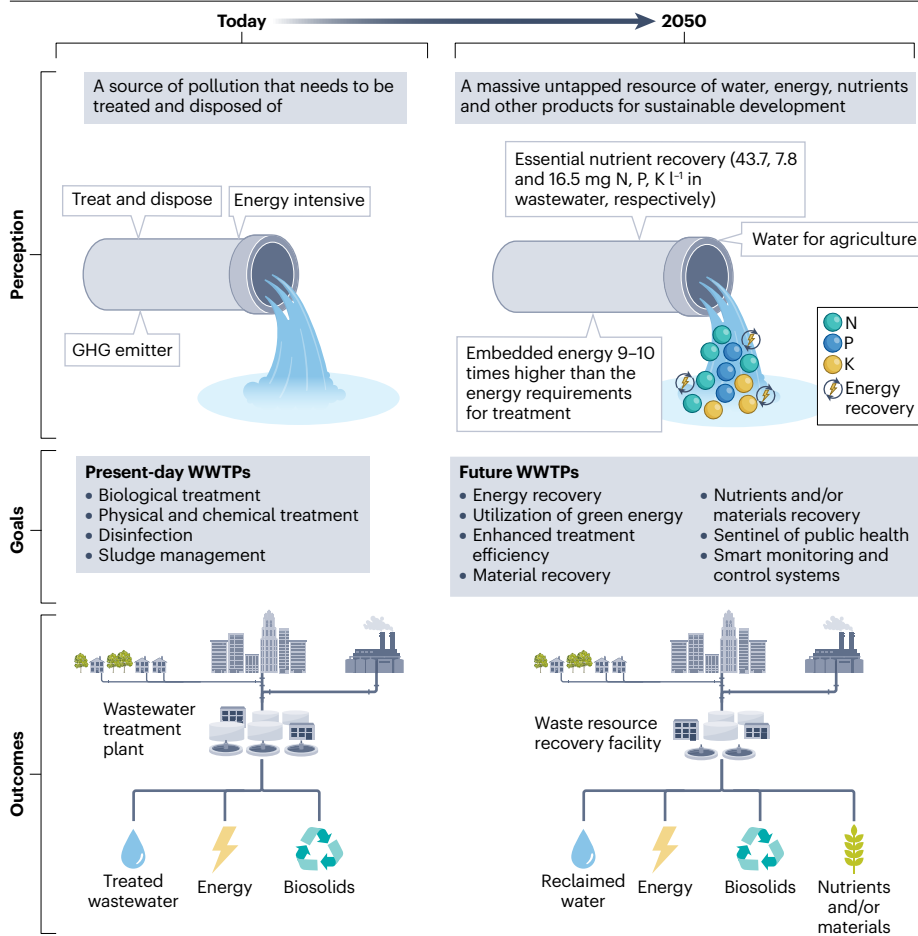 Today
2050
Perception
A source of pollution that needs to be
treated and disposed of
Treat and dispose
Energy intensive
GHG emitter
A massive untapped resource of water, energy, nutrients
and other products for sustainable development
Essential nutrient recovery (43.7, 7.8
and 16.5 mg N, P, K l⁻¹ in
wastewater, respectively)
Water for agriculture
Embedded energy 9–10
times higher than the
energy requirements
for treatment
N
P
K
Energy
recovery
Goals
Present-day WWTPs
• Biological treatment
• Physical and chemical treatment
• Disinfection
• Sludge management
Future WWTPs
• Energy recovery
• Utilization of green energy
• Enhanced treatment
efficiency
• Material recovery
• Nutrients and/or
materials recovery
• Sentinel of public health
• Smart monitoring and
control systems
Outcomes
Wastewater
treatment
plant
Treated
wastewater
Energy
Biosolids
Waste resource
recovery facility
Reclaimed
water
Energy
Biosolids
Nutrients
and/or
materials